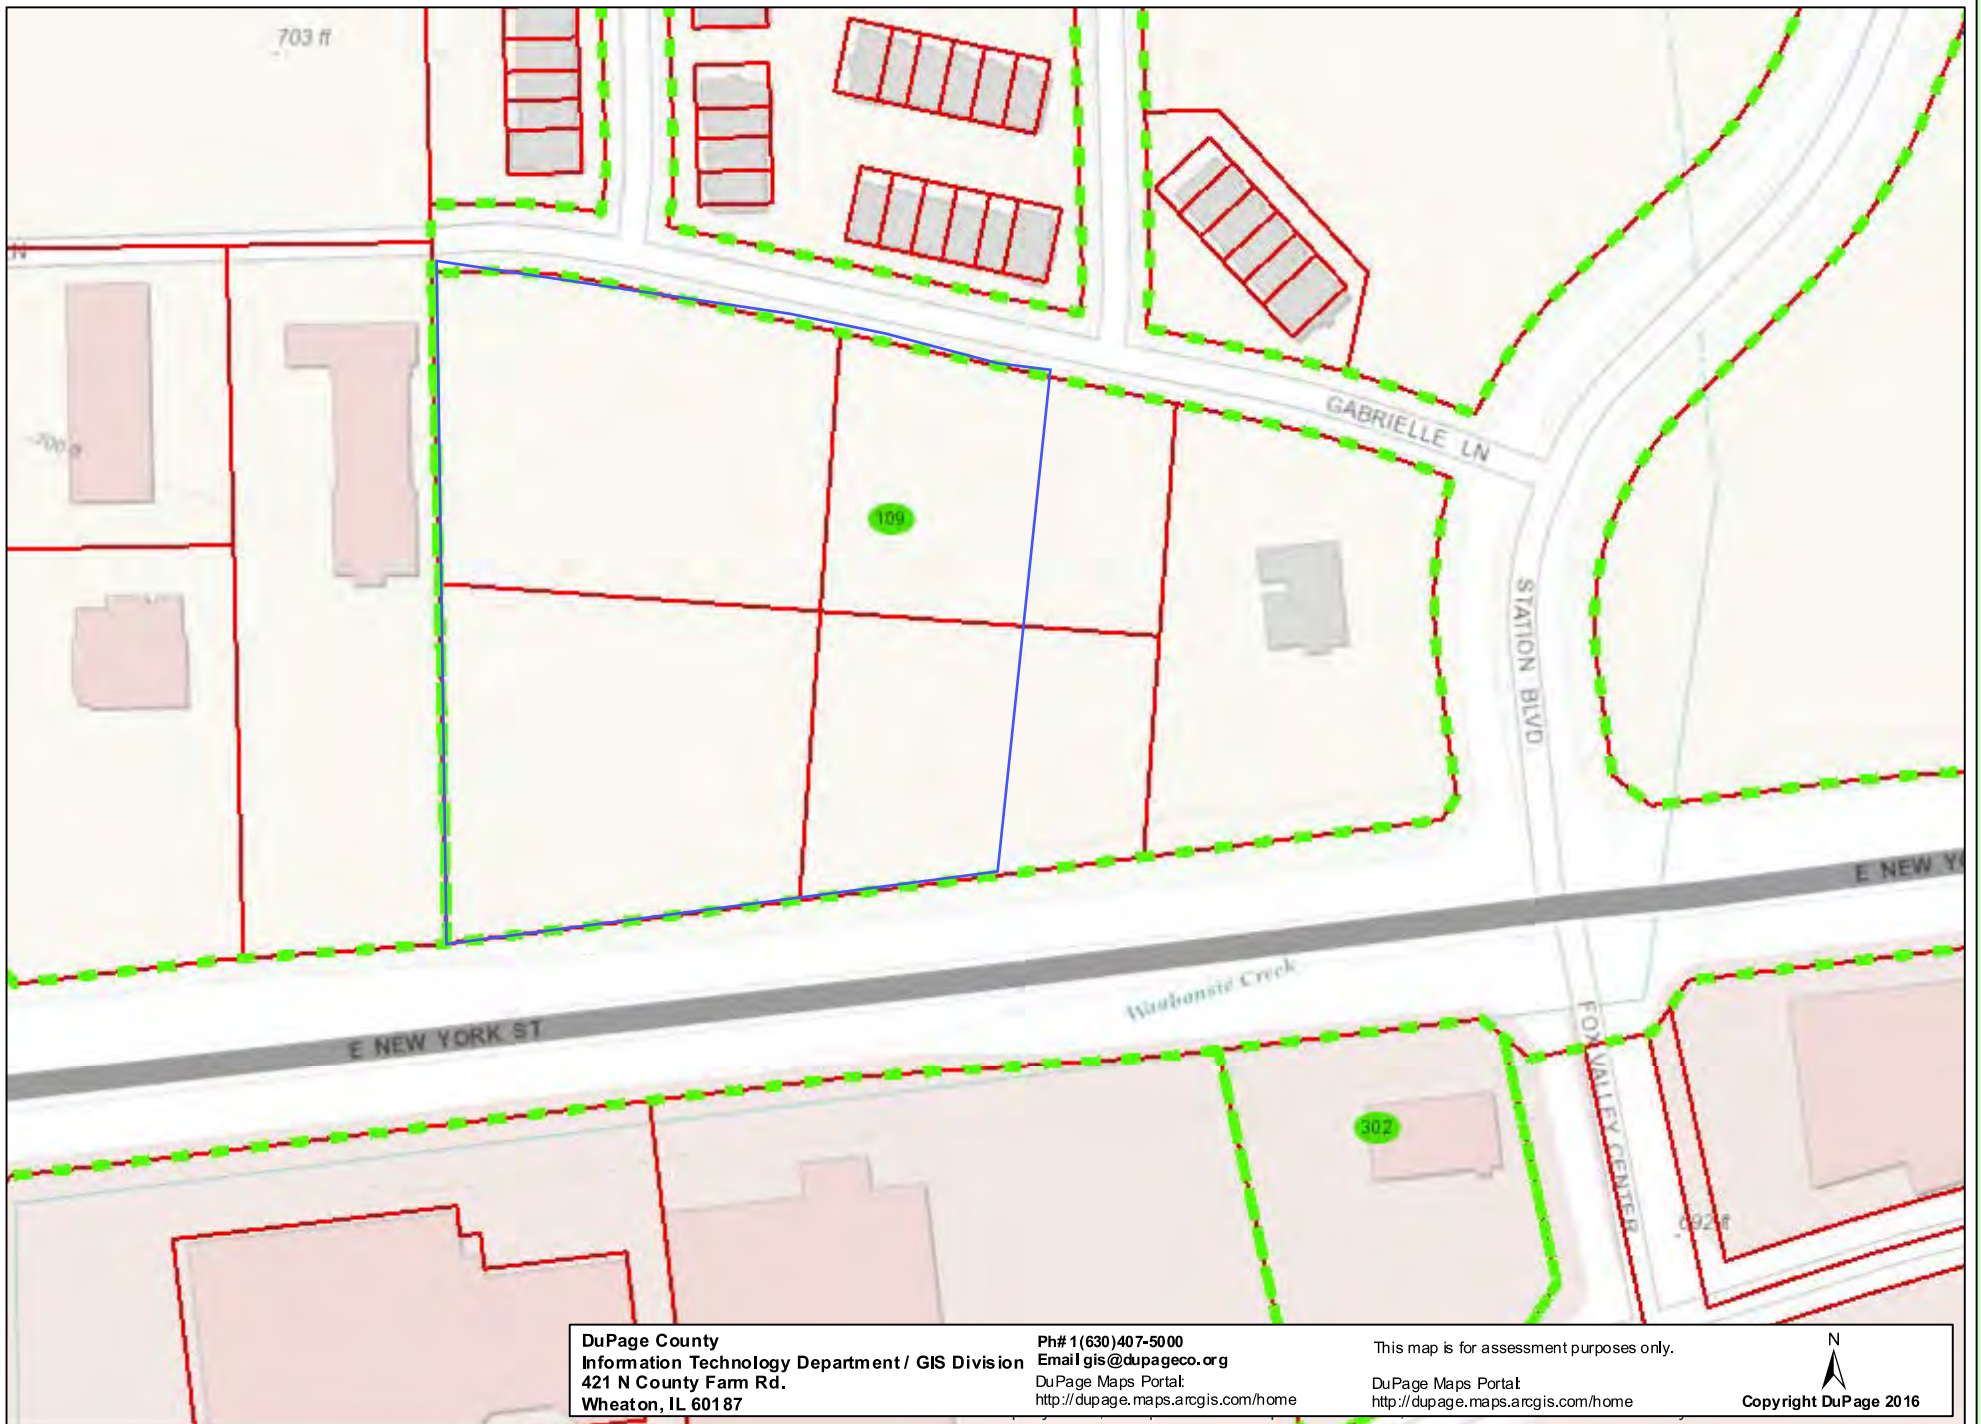 703 ft
N
700 ft
109
GABRIELLE LN
STATION BLVD
E NEW YO
E NEW YORK ST
Waubansie Creek
FOX VALLEY CENTER
302
692 ft
DuPage County
Information Technology Department / GIS Division
421 N County Farm Rd.
Wheaton, IL 60187
Ph# 1(630)407-5000
Email gis@dupageco.org
DuPage Maps Portal:
http://dupage.maps.arcgis.com/home
This map is for assessment purposes only.
DuPage Maps Portal:
http://dupage.maps.arcgis.com/home
N
Copyright DuPage 2016